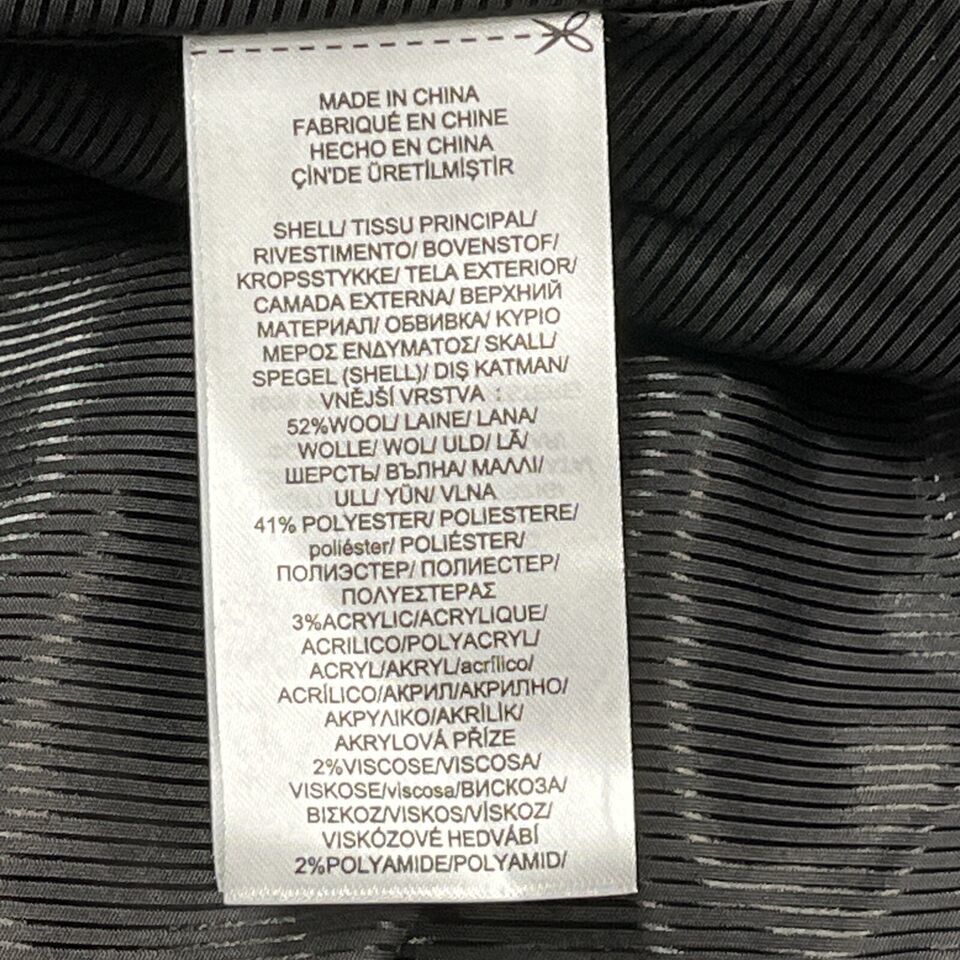 MADE IN CHINA
FABRIQUÉ EN CHINE
HECHO EN CHINA
ÇİN'DE ÜRETİLMİŞTİR
SHELL/ TISSU PRINCIPAL/
RIVESTIMENTO/ BOVENSTOF/
KROPSSTYKKE/ TELA EXTERIOR/
CAMADA EXTERNA/ ВЕРХНИЙ
МАТЕРИАЛ/ ОБВИВКА/ ΚΥΡΙΟ
ΜΕΡΟΣ ΕΝΔΥΜΑΤΟΣ/ SKALL/
SPEGEL (SHELL)/ DIŞ KATMAN/
VNĚJŠÍ VRSTVA :
52%WOOL/ LAINE/ LANA/
WOLLE/ WOL/ ULD/ LÃ/
ШЕРСТЬ/ ВЪЛНА/ ΜΑΛΛΙ/
ULL/ YÜN/ VLNA
41% POLYESTER/ POLIESTERE/
poliéster/ POLIÉSTER/
ПОЛИЭСТЕР/ ПОЛИЕСТЕР/
ΠΟΛΥΕΣΤΕΡΑΣ
3%ACRYLIC/ACRYLIQUE/
ACRILICO/POLYACRYL/
ACRYL/AKRYL/acrílico/
ACRÍLICO/АКРИЛ/АКРИЛНО/
ΑΚΡΥΛΙΚΟ/AKRİLİK/
AKRYLOVÁ PŘÍZE
2%VISCOSE/VISCOSA/
VISKOSE/viscosa/ВИСКОЗА/
ΒΙΣΚΟΖ/VISKOS/VİSKOZ/
VISKÓZOVÉ HEDVÁBÍ
2%POLYAMIDE/POLYAMID/